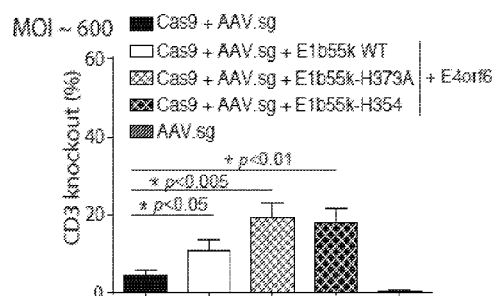 MOI ~ 600
Cas9 + AAV.sg
Cas9 + AAV.sg + E1b55k WT
Cas9 + AAV.sg + E1b55k-H373A
Cas9 + AAV.sg + E1b55k-H354
+ E4orf6
AAV.sg
CD3 knockout (%)
60
40
20
0
* p<0.01
* p<0.005
* p<0.05